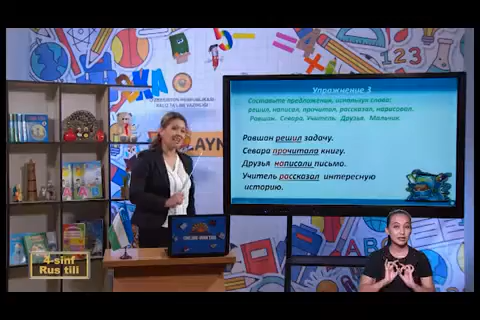 Упражнение 3
Составьте предложения, используя слова:
решил, написал, прочитал, рассказал, нарисовал.
Равшан. Севара. Учитель. Друзья. Мальчик.
Равшан решил задачу.
Севара прочитала книгу.
Друзья написали письмо.
Учитель рассказал интересную
историю.
4-sinf
Rus tili